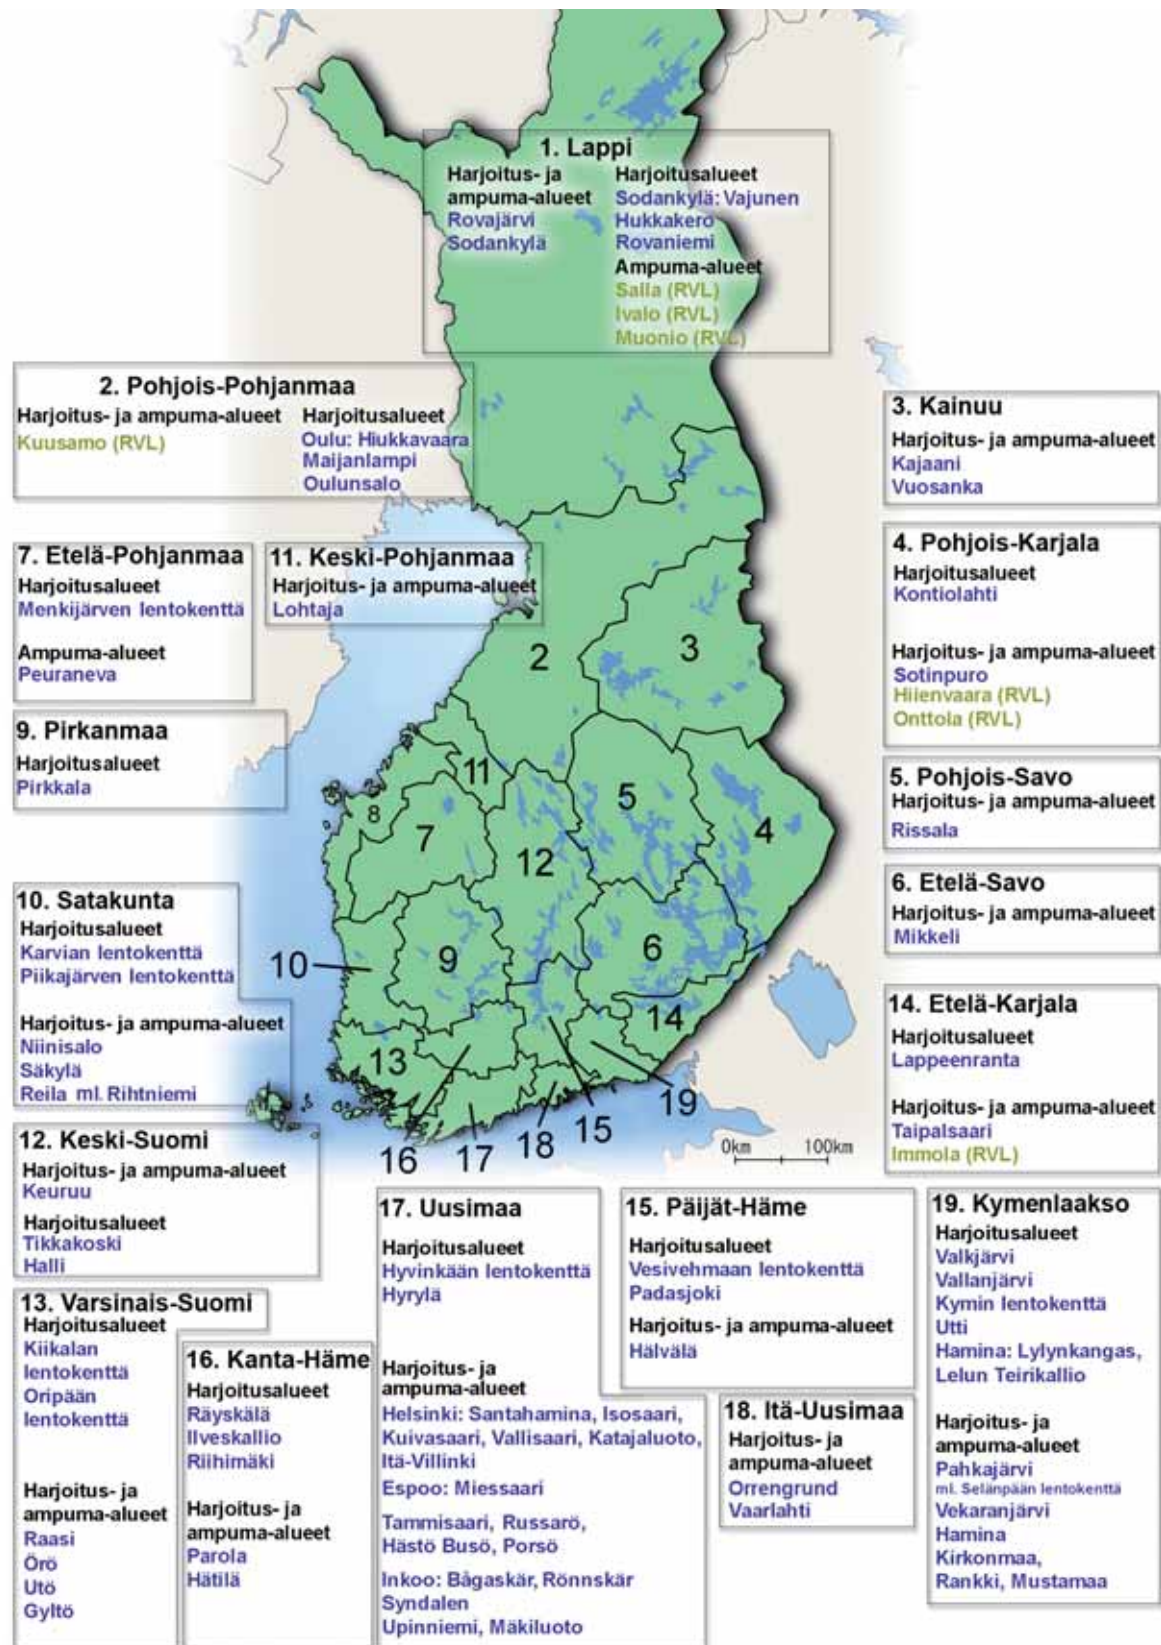 1. Lappi
Harjoitus- ja
ampuma-alueet
Rovajärvi
Sodankylä
Harjoitusalueet
Sodankylä: Vajunen
Hukkakero
Rovaniemi
Ampuma-alueet
Salla (RVL)
Ivalo (RVL)
Muonio (RVL)
2. Pohjois-Pohjanmaa
Harjoitus- ja ampuma-alueet
Kuusamo (RVL)
Harjoitusalueet
Oulu: Hiukkavaara
Maijanlampi
Oulunsalo
3. Kainuu
Harjoitus- ja ampuma-alueet
Kajaani
Vuosanka
7. Etelä-Pohjanmaa
Harjoitusalueet
Menkijärven lentokenttä
Ampuma-alueet
Peuraneva
11. Keski-Pohjanmaa
Harjoitus- ja ampuma-alueet
Lohtaja
4. Pohjois-Karjala
Harjoitusalueet
Kontiolahti
Harjoitus- ja ampuma-alueet
Sotinpuro
Hiienvaara (RVL)
Onttola (RVL)
9. Pirkanmaa
Harjoitusalueet
Pirkkala
5. Pohjois-Savo
Harjoitus- ja ampuma-alueet
Rissala
6. Etelä-Savo
Harjoitus- ja ampuma-alueet
Mikkeli
10. Satakunta
Harjoitusalueet
Karvian lentokenttä
Piikajärven lentokenttä
Harjoitus- ja ampuma-alueet
Niinisalo
Säkylä
Reila ml. Rihtniemi
14. Etelä-Karjala
Harjoitusalueet
Lappeenranta
Harjoitus- ja ampuma-alueet
Taipalsaari
Immola (RVL)
2
3
11
5
8
7
4
12
6
10
9
14
13
19
15
18
17
16
0km 100km
12. Keski-Suomi
Harjoitus- ja ampuma-alueet
Keuruu
Harjoitusalueet
Tikkakoski
Halli
13. Varsinais-Suomi
Harjoitusalueet
Kiikalan
lentokenttä
Oripään
lentokenttä
Harjoitus- ja
ampuma-alueet
Raasi
Örö
Utö
Gyltö
16. Kanta-Häme
Harjoitusalueet
Räyskälä
Ilveskallio
Riihimäki
Harjoitus- ja
ampuma-alueet
Parola
Hätilä
17. Uusimaa
Harjoitusalueet
Hyvinkään lentokenttä
Hyrylä
Harjoitus- ja
ampuma-alueet
Helsinki: Santahamina, Isosaari,
Kuivasaari, Vallisaari, Katajaluoto,
Itä-Villinki
Espoo: Miessaari
Tammisaari, Russarö,
Hästö Busö, Porsö
Inkoo: Bågaskär, Rönnskär
Syndalen
Upinniemi, Mäkiluoto
15. Päijät-Häme
Harjoitusalueet
Vesivehmaan lentokenttä
Padasjoki
Harjoitus- ja ampuma-alueet
Hälvälä
18. Itä-Uusimaa
Harjoitus- ja
ampuma-alueet
Orrengrund
Vaarlahti
19. Kymenlaakso
Harjoitusalueet
Valkjärvi
Vallanjärvi
Kymin lentokenttä
Utti
Hamina: Lylynkangas,
Lelun Teirikallio
Harjoitus- ja
ampuma-alueet
Pahkajärvi
ml. Selänpään lentokenttä
Vekaranjärvi
Hamina
Kirkonmaa,
Rankki, Mustamaa